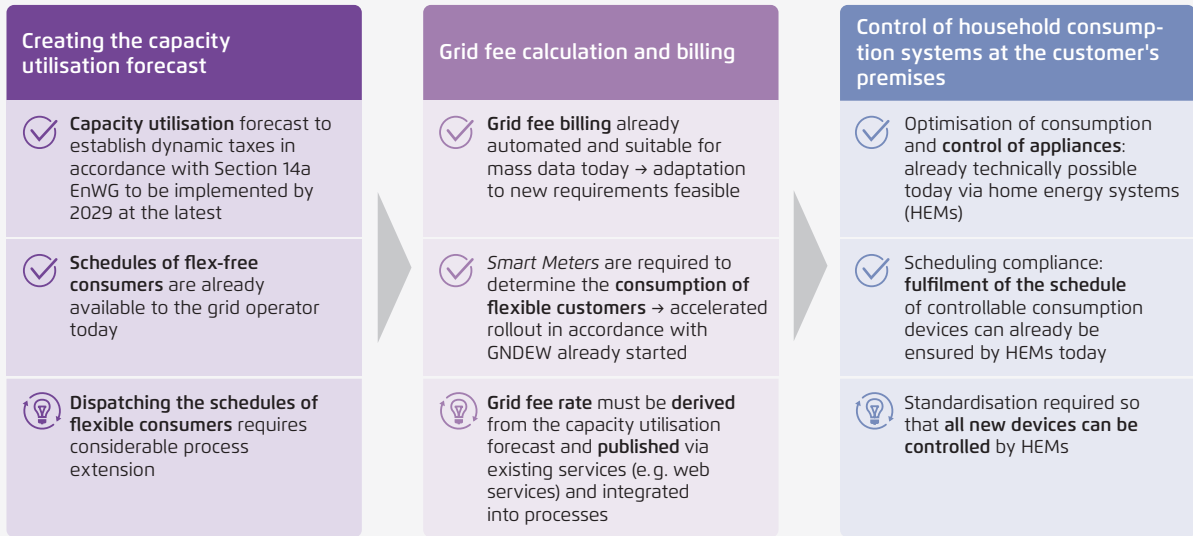 Creating the capacity
utilisation forecast
Capacity utilisation forecast to
establish dynamic taxes in
accordance with Section 14a
EnWG to be implemented by
2029 at the latest
Schedules of flex-free
consumers are already
available to the grid operator
today
Dispatching the schedules of
flexible consumers requires
considerable process
extension
Grid fee calculation and billing
Grid fee billing already
automated and suitable for
mass data today → adaptation
to new requirements feasible
Smart Meters are required to
determine the consumption of
flexible customers → accelerated
rollout in accordance with
GNDEW already started
Grid fee rate must be derived
from the capacity utilisation
forecast and published via
existing services (e. g. web
services) and integrated
into processes
Control of household consump-
tion systems at the customer's
premises
Optimisation of consumption
and control of appliances:
already technically possible
today via home energy systems
(HEMs)
Scheduling compliance:
fulfilment of the schedule
of controllable consumption
devices can already be
ensured by HEMs today
Standardisation required so
that all new devices can be
controlled by HEMs